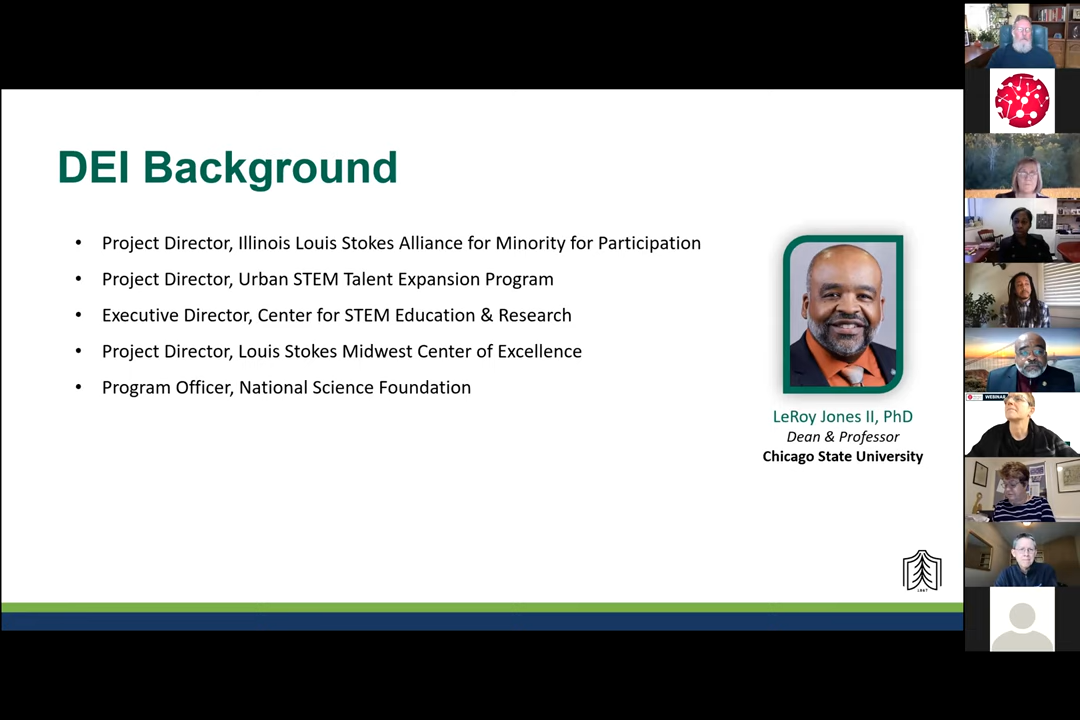 DEI Background
• Project Director, Illinois Louis Stokes Alliance for Minority for Participation
• Project Director, Urban STEM Talent Expansion Program
• Executive Director, Center for STEM Education & Research
• Project Director, Louis Stokes Midwest Center of Excellence
• Program Officer, National Science Foundation
LeRoy Jones II, PhD
Dean & Professor
Chicago State University
WEBINAR